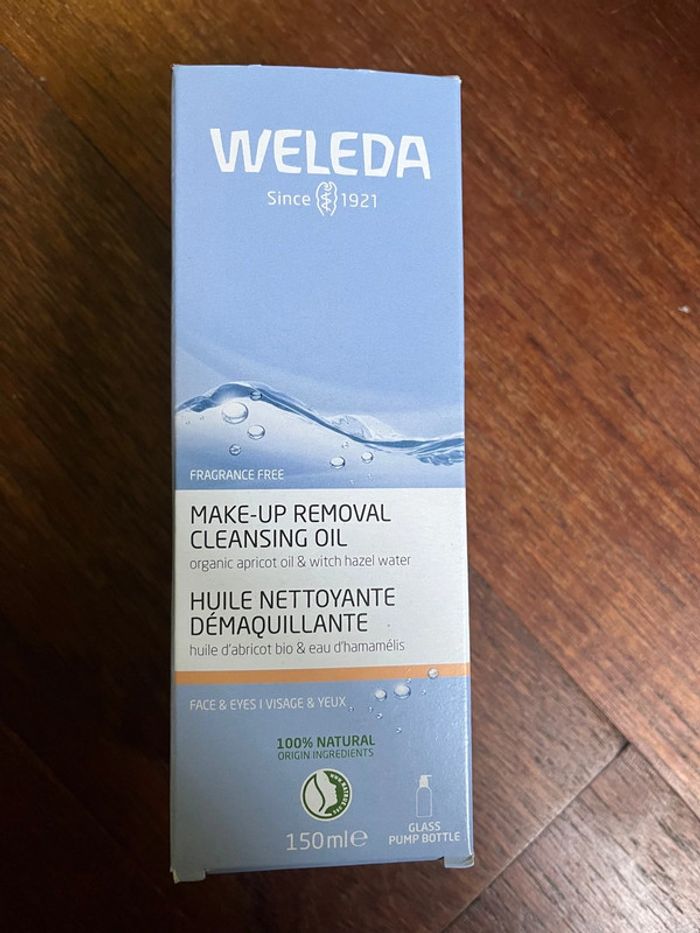 WELEDA
Since 1921
FRAGRANCE FREE
MAKE-UP REMOVAL
CLEANSING OIL
organic apricot oil & witch hazel water
HUILE NETTOYANTE
DÉMAQUILLANTE
huile d'abricot bio & eau d'hamamélis
FACE & EYES I VISAGE & YEUX
100% NATURAL
ORIGIN INGREDIENTS
150ml℮
GLASS
PUMP BOTTLE